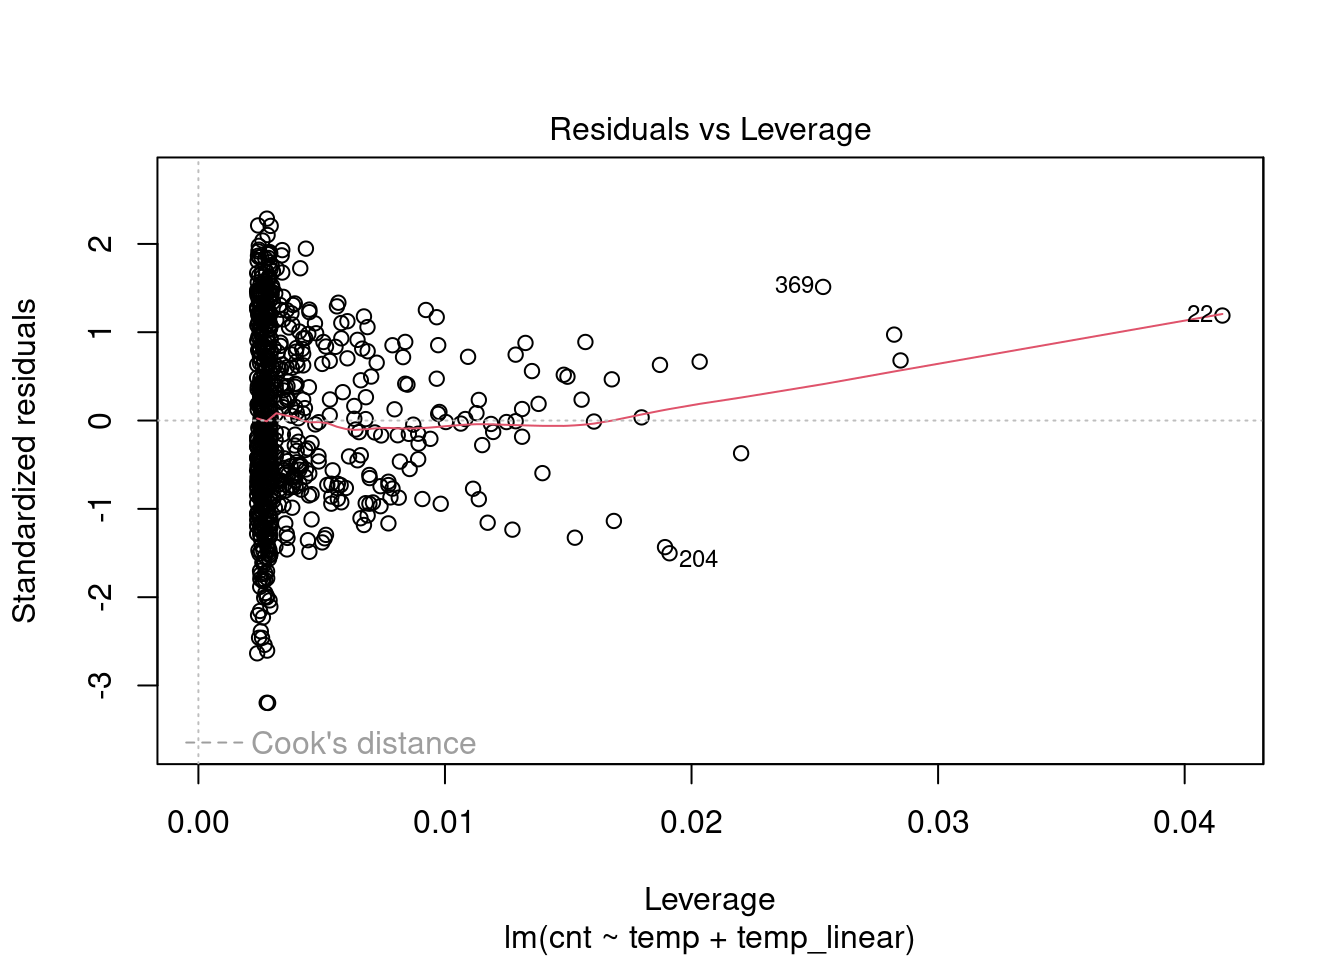 Residuals vs Leverage
Standardized residuals
2
1
0
-1
-2
-3
369
22
204
Cook's distance
0.00 0.01 0.02 0.03 0.04
Leverage
lm(cnt ~ temp + temp_linear)